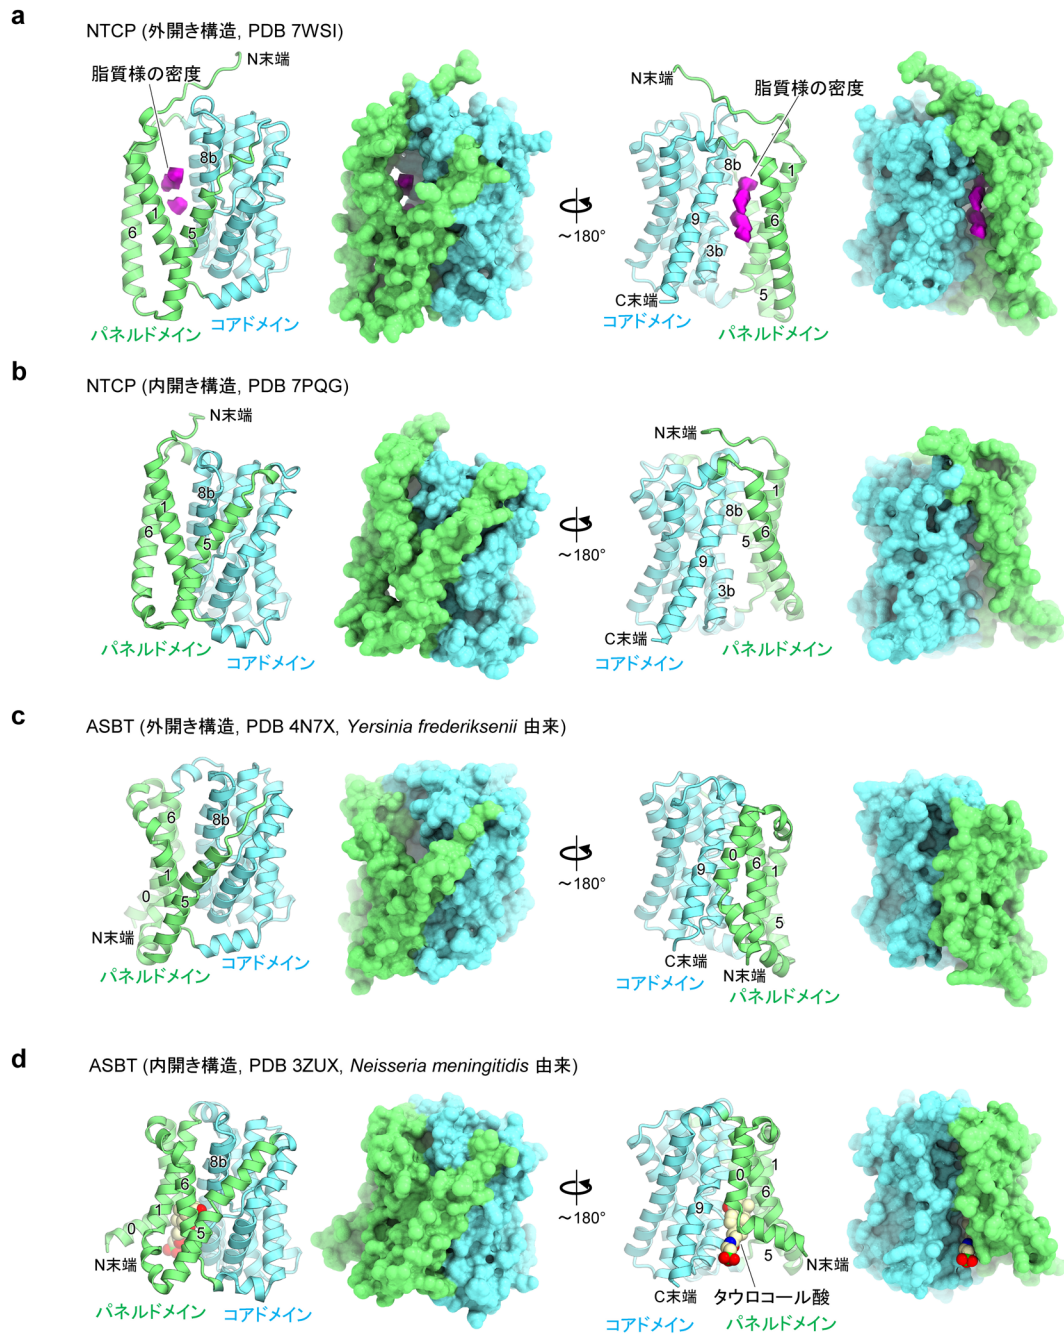 a
NTCP (外開き構造, PDB 7WSI)
N末端
脂質様の密度
8b
1
6
5
パネルドメイン
コアドメイン
~180°
N末端
脂質様の密度
8b
1
9
6
3b
5
C末端
コアドメイン
パネルドメイン
b
NTCP (内開き構造, PDB 7PQG)
N末端
8b
1
6
5
パネルドメイン
コアドメイン
~180°
N末端
1
8b
6
5
9
3b
C末端
コアドメイン
パネルドメイン
c
ASBT (外開き構造, PDB 4N7X, Yersinia frederiksenii 由来)
6
8b
1
0
5
N末端
パネルドメイン
コアドメイン
~180°
0
6
1
9
5
C末端
N末端
コアドメイン
パネルドメイン
d
ASBT (内開き構造, PDB 3ZUX, Neisseria meningitidis 由来)
8b
6
1
0
5
N末端
パネルドメイン
コアドメイン
~180°
1
0
6
9
5
N末端
C末端
タウロコール酸
コアドメイン
パネルドメイン